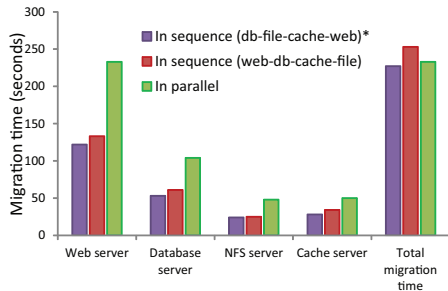 300
250
200
150
100
50
0
Migration time (seconds)
In sequence (db-file-cache-web)*
In sequence (web-db-cache-file)
In parallel
Web server
Database
server
NFS server
Cache server
Total
migration
time